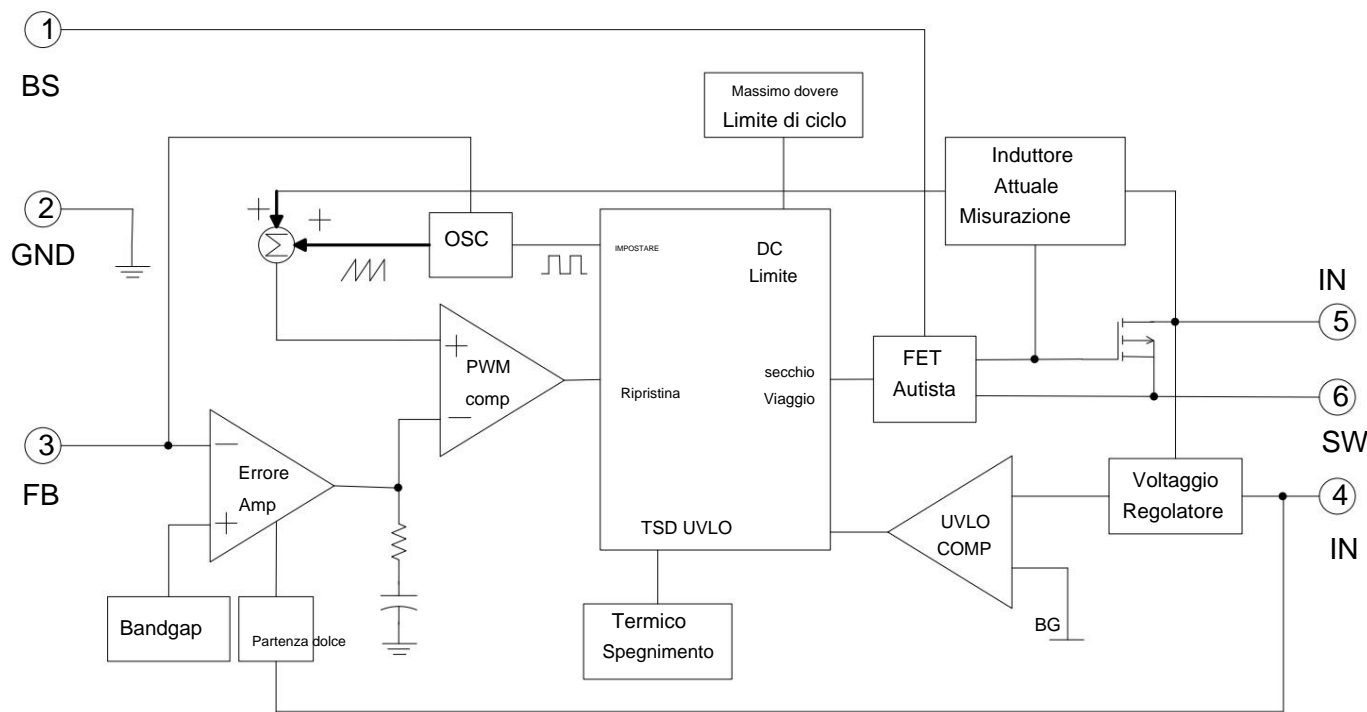 1
BS
Massimo dovere
Limite di ciclo
Induttore
Attuale
Misurazione
2
GND
+
+
Σ
OSC
IMPOSTARE
DC
Limite
IN
5
+
PWM
comp
−
Ripristina
secchio
Viaggio
FET
Autista
6
SW
3
FB
−
Errore
Amp
+
Voltaggio
Regolatore
4
IN
UVLO
COMP
TSD UVLO
BG
Bandgap
Partenza dolce
Termico
Spegnimento